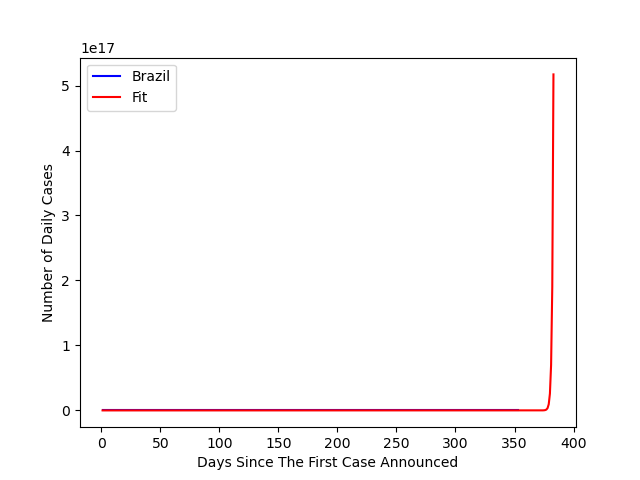 1e17
Brazil
Fit
5
4
3
2
1
0
Number of Daily Cases
0 50 100 150 200 250 300 350 400
Days Since The First Case Announced